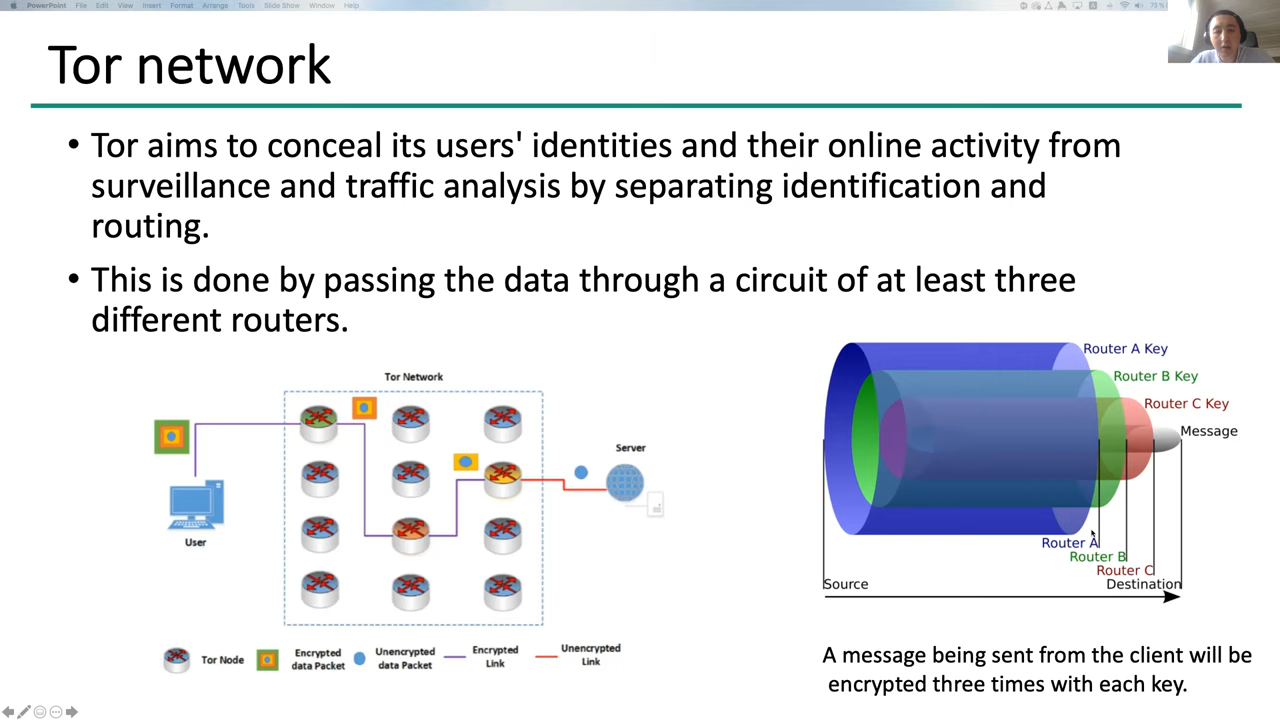 PowerPoint File Edit View Insert Format Arrange Tools Slide Show Window Help
73 %
Tor network
• Tor aims to conceal its users' identities and their online activity from
surveillance and traffic analysis by separating identification and
routing.
• This is done by passing the data through a circuit of at least three
different routers.
Tor Network
Server
User
Tor Node
Encrypted
data Packet
Unencrypted
data Packet
Encrypted
Link
Unencrypted
Link
Router A Key
Router B Key
Router C Key
Message
Router A
Router B
Router C
Source
Destination
A message being sent from the client will be
encrypted three times with each key.